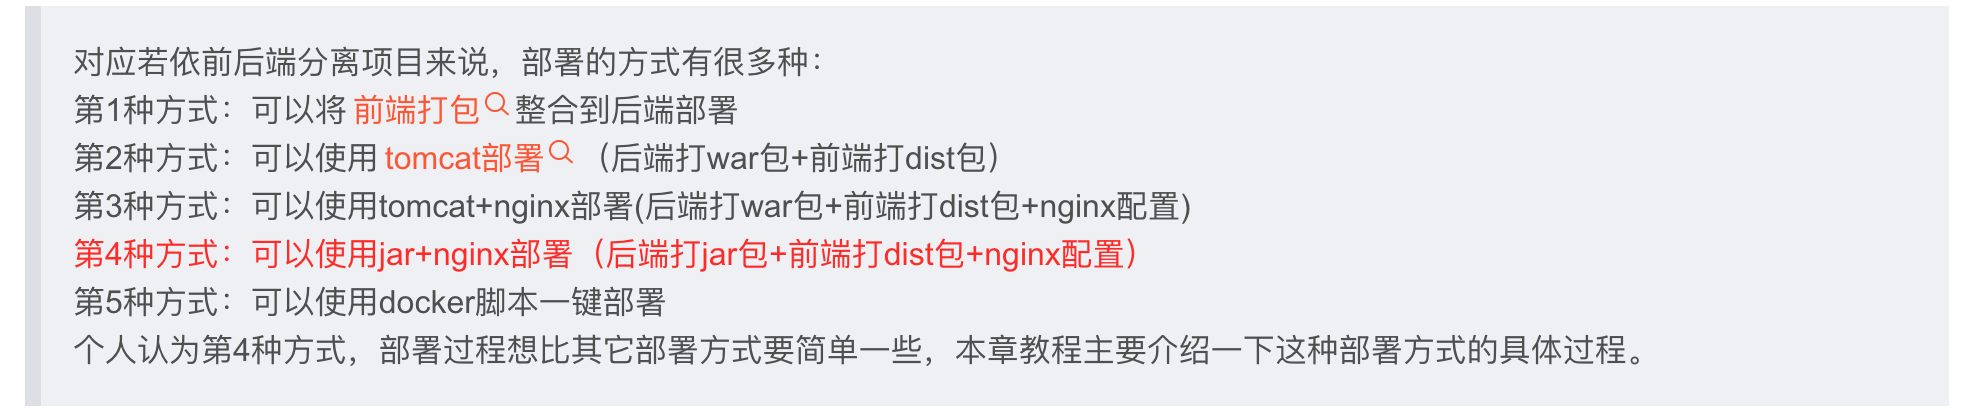 对应若依前后端分离项目来说，部署的方式有很多种：
第1种方式：可以将 前端打包 整合到后端部署
第2种方式：可以使用 tomcat部署 （后端打war包+前端打dist包）
第3种方式：可以使用tomcat+nginx部署(后端打war包+前端打dist包+nginx配置)
第4种方式：可以使用jar+nginx部署（后端打jar包+前端打dist包+nginx配置）
第5种方式：可以使用docker脚本一键部署
个人认为第4种方式，部署过程想比其它部署方式要简单一些，本章教程主要介绍一下这种部署方式的具体过程。